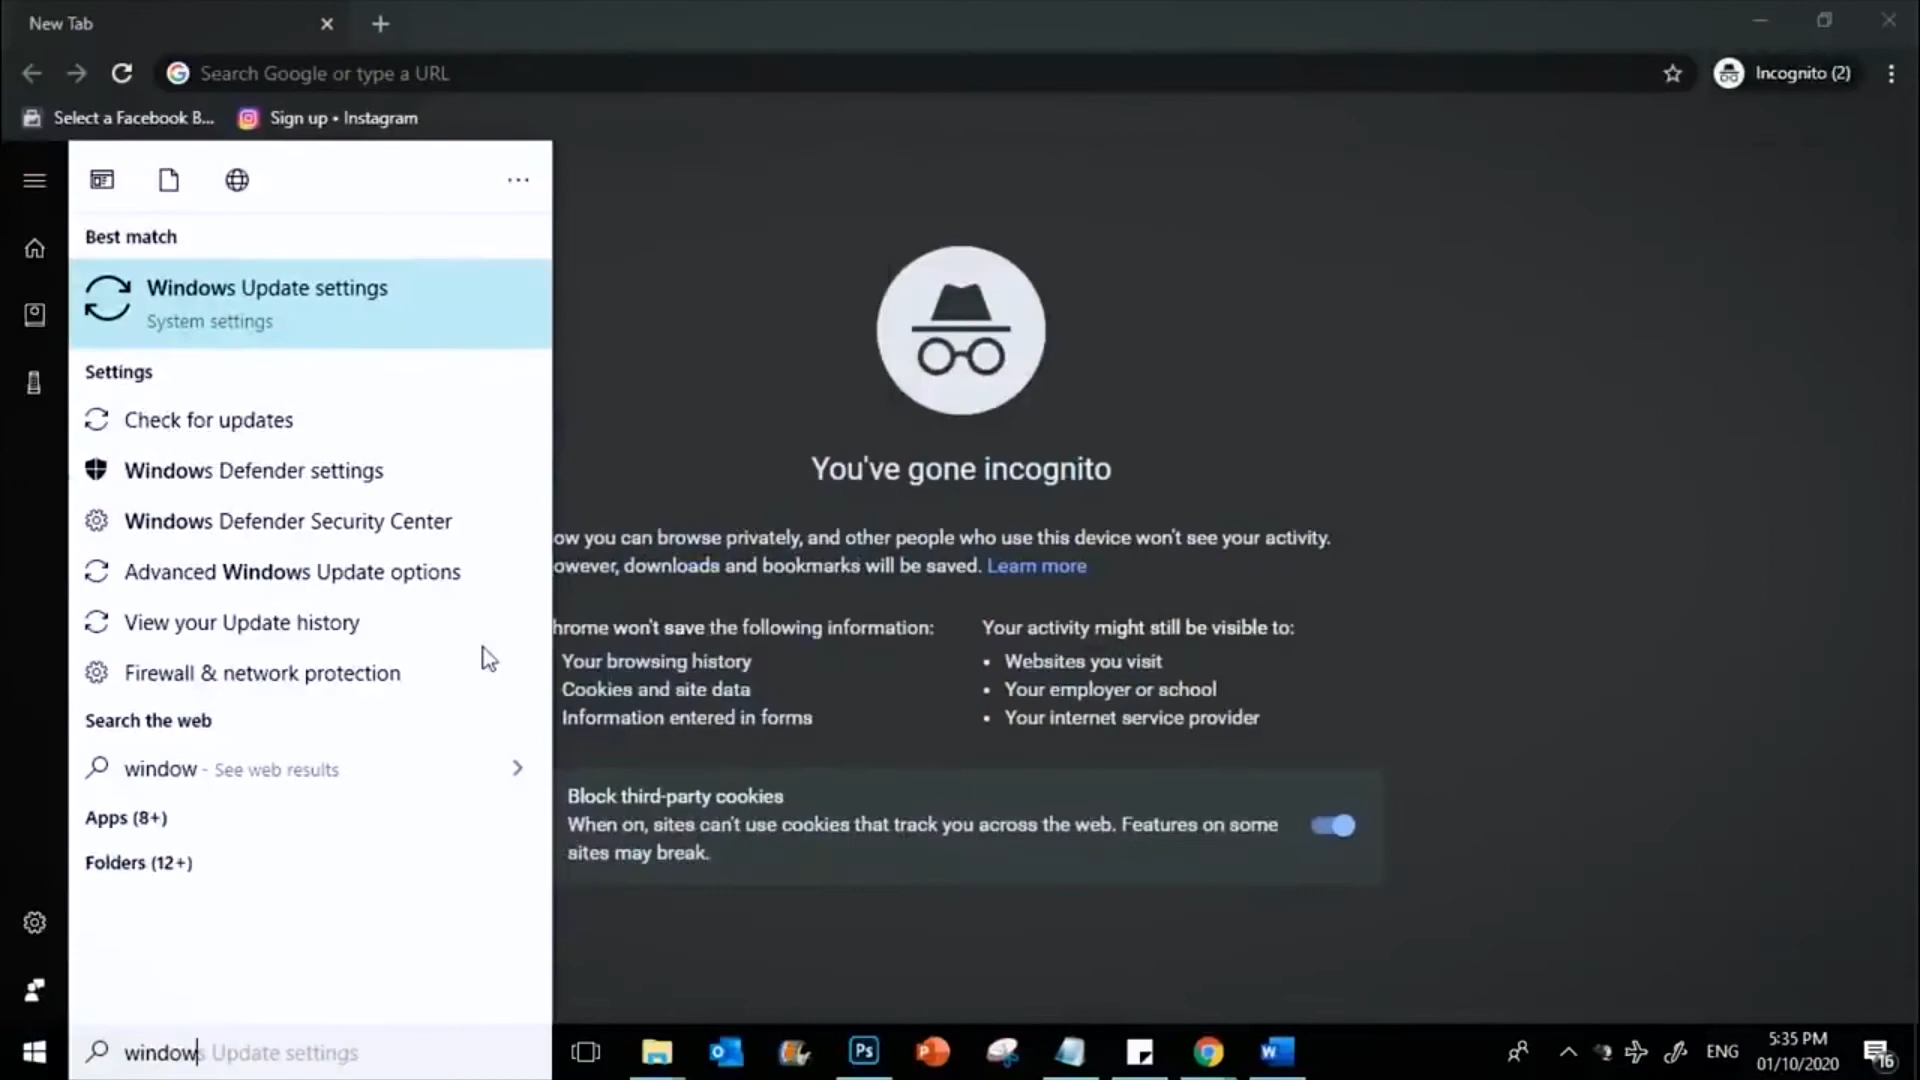 New Tab
Search Google or type a URL
Incognito (2)
Select a Facebook B...
Sign up • Instagram
Best match
Windows Update settings
System settings
Settings
Check for updates
Windows Defender settings
Windows Defender Security Center
Advanced Windows Update options
View your Update history
Firewall & network protection
Search the web
window - See web results
Apps (8+)
Folders (12+)
windows Update settings
You've gone incognito
ow you can browse privately, and other people who use this device won't see your activity.
owever, downloads and bookmarks will be saved. Learn more
hrome won't save the following information:
Your browsing history
Cookies and site data
Information entered in forms
Your activity might still be visible to:
• Websites you visit
• Your employer or school
• Your internet service provider
Block third-party cookies
When on, sites can't use cookies that track you across the web. Features on some
sites may break.
Ps
P
W
ENG
5:35 PM
01/10/2020
16